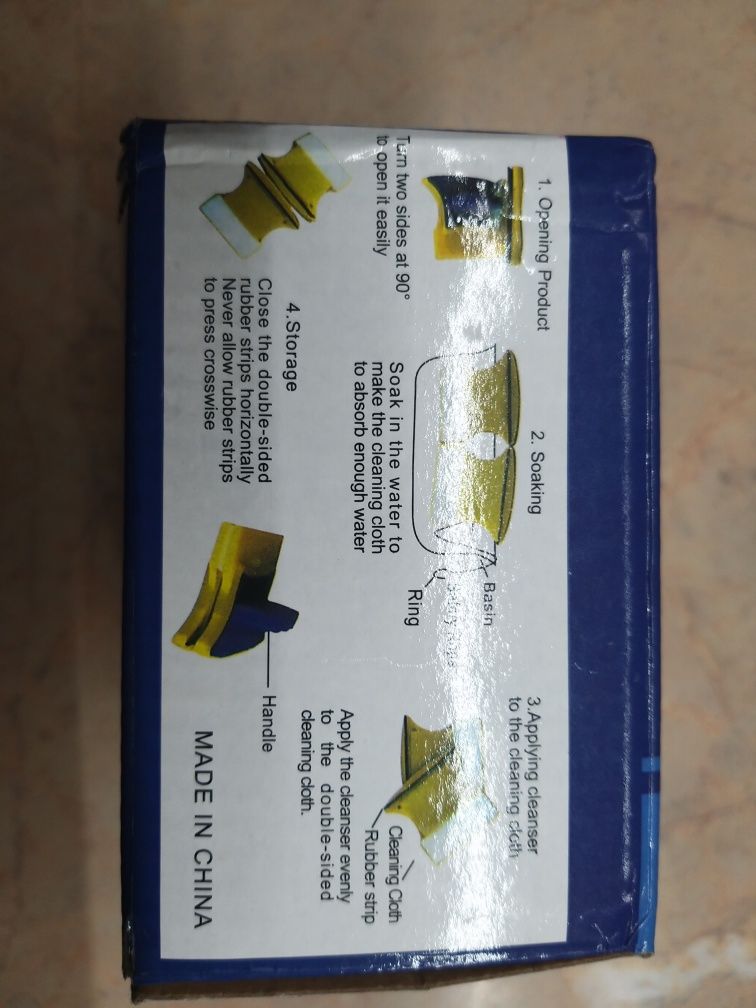 1. Opening Product
Turn two sides at 90°
to open it easily
2. Soaking
Basin
Safety Rope
Ring
Soak in the water to
make the cleaning cloth
to absorb enough water
3.Applying cleanser
to the cleaning cloth
Cleaning Cloth
Rubber strip
Apply the cleanser evenly
to the double-sided
cleaning cloth.
4.Storage
Close the double-sided
rubber strips horizontally
Never allow rubber strips
to press crosswise
Handle
MADE IN CHINA